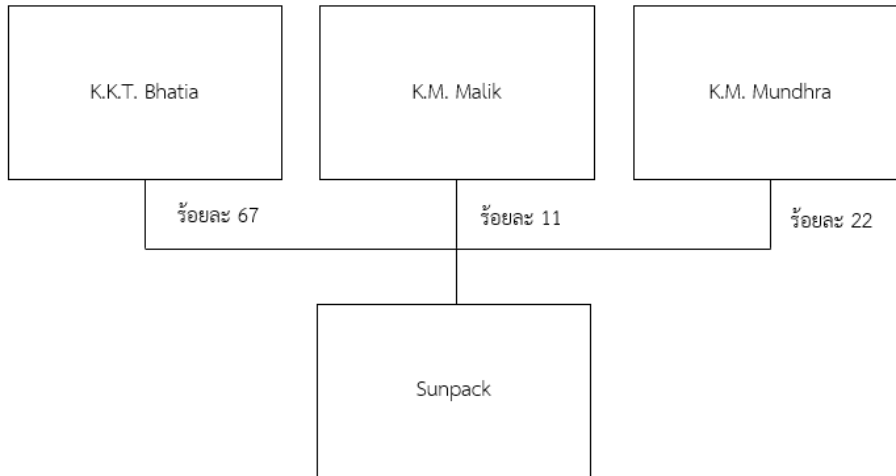 K.K.T. Bhatia
K.M. Malik
K.M. Mundhra
ร้อยละ 67
ร้อยละ 11
ร้อยละ 22
Sunpack